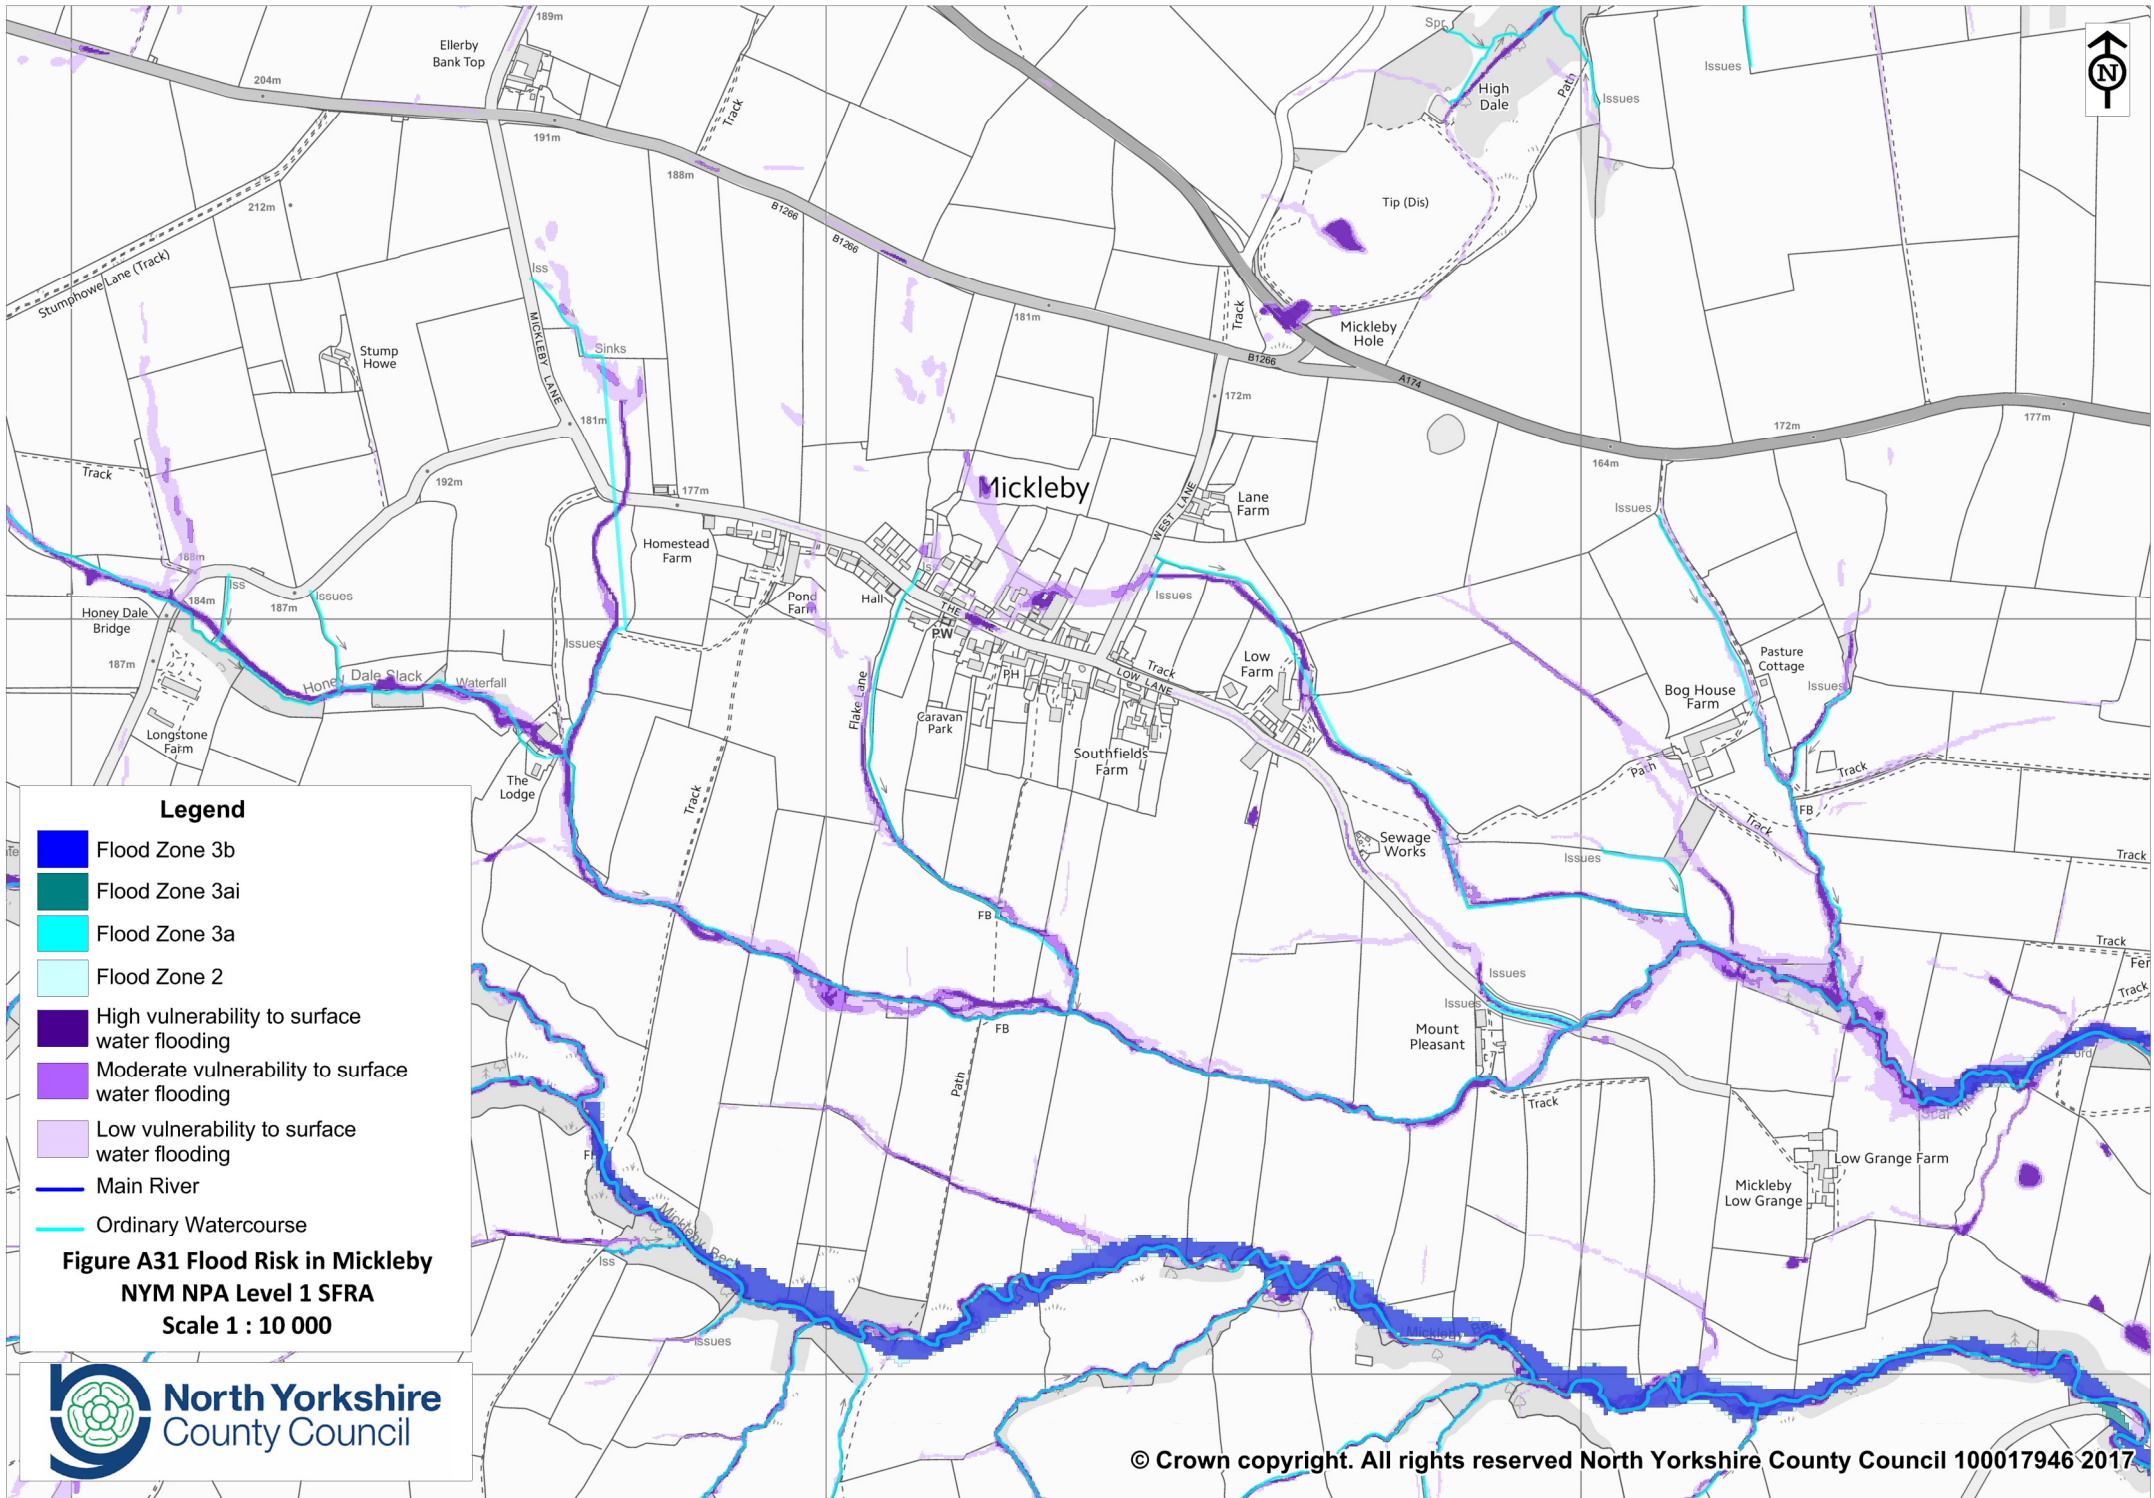 189m
Ellerby
Bank Top
204m
Track
191m
188m
212m
B1266
B1266
Stumphowe Lane (Track)
Spr
High
Dale
Path
Issues
Issues
Tip (Dis)
N
Iss
MICKLEBY LANE
Sinks
Stump
Howe
181m
Track
B1266
Mickleby
Hole
A174
172m
181m
172m
177m
164m
Track
192m
177m
Mickleby
WEST LANE
Lane
Farm
Issues
Homestead
Farm
188m
Iss
184m
187m
Issues
Honey Dale
Bridge
187m
Pond
Farm
Hall
Iss
THE
PW
PH
Issues
Issues
Honey Dale Slack
Waterfall
Longstone
Farm
The
Lodge
Track
Flake Lane
Caravan
Park
Track
LOW LANE
Low
Farm
Southfields
Farm
Pasture
Cottage
Issues
Bog House
Farm
Path
Track
Track
FB
Track
Sewage
Works
Issues
FB
FB
Issues
Issues
Mount
Pleasant
Track
Track
Fer
Track
Path
Mickleby Beck
Iss
Issues
Low Grange Farm
Mickleby
Low Grange
Legend
Flood Zone 3b
Flood Zone 3ai
Flood Zone 3a
Flood Zone 2
High vulnerability to surface
water flooding
Moderate vulnerability to surface
water flooding
Low vulnerability to surface
water flooding
Main River
Ordinary Watercourse
Figure A31 Flood Risk in Mickleby
NYM NPA Level 1 SFRA
Scale 1 : 10 000
North Yorkshire
County Council
© Crown copyright. All rights reserved North Yorkshire County Council 100017946 2017